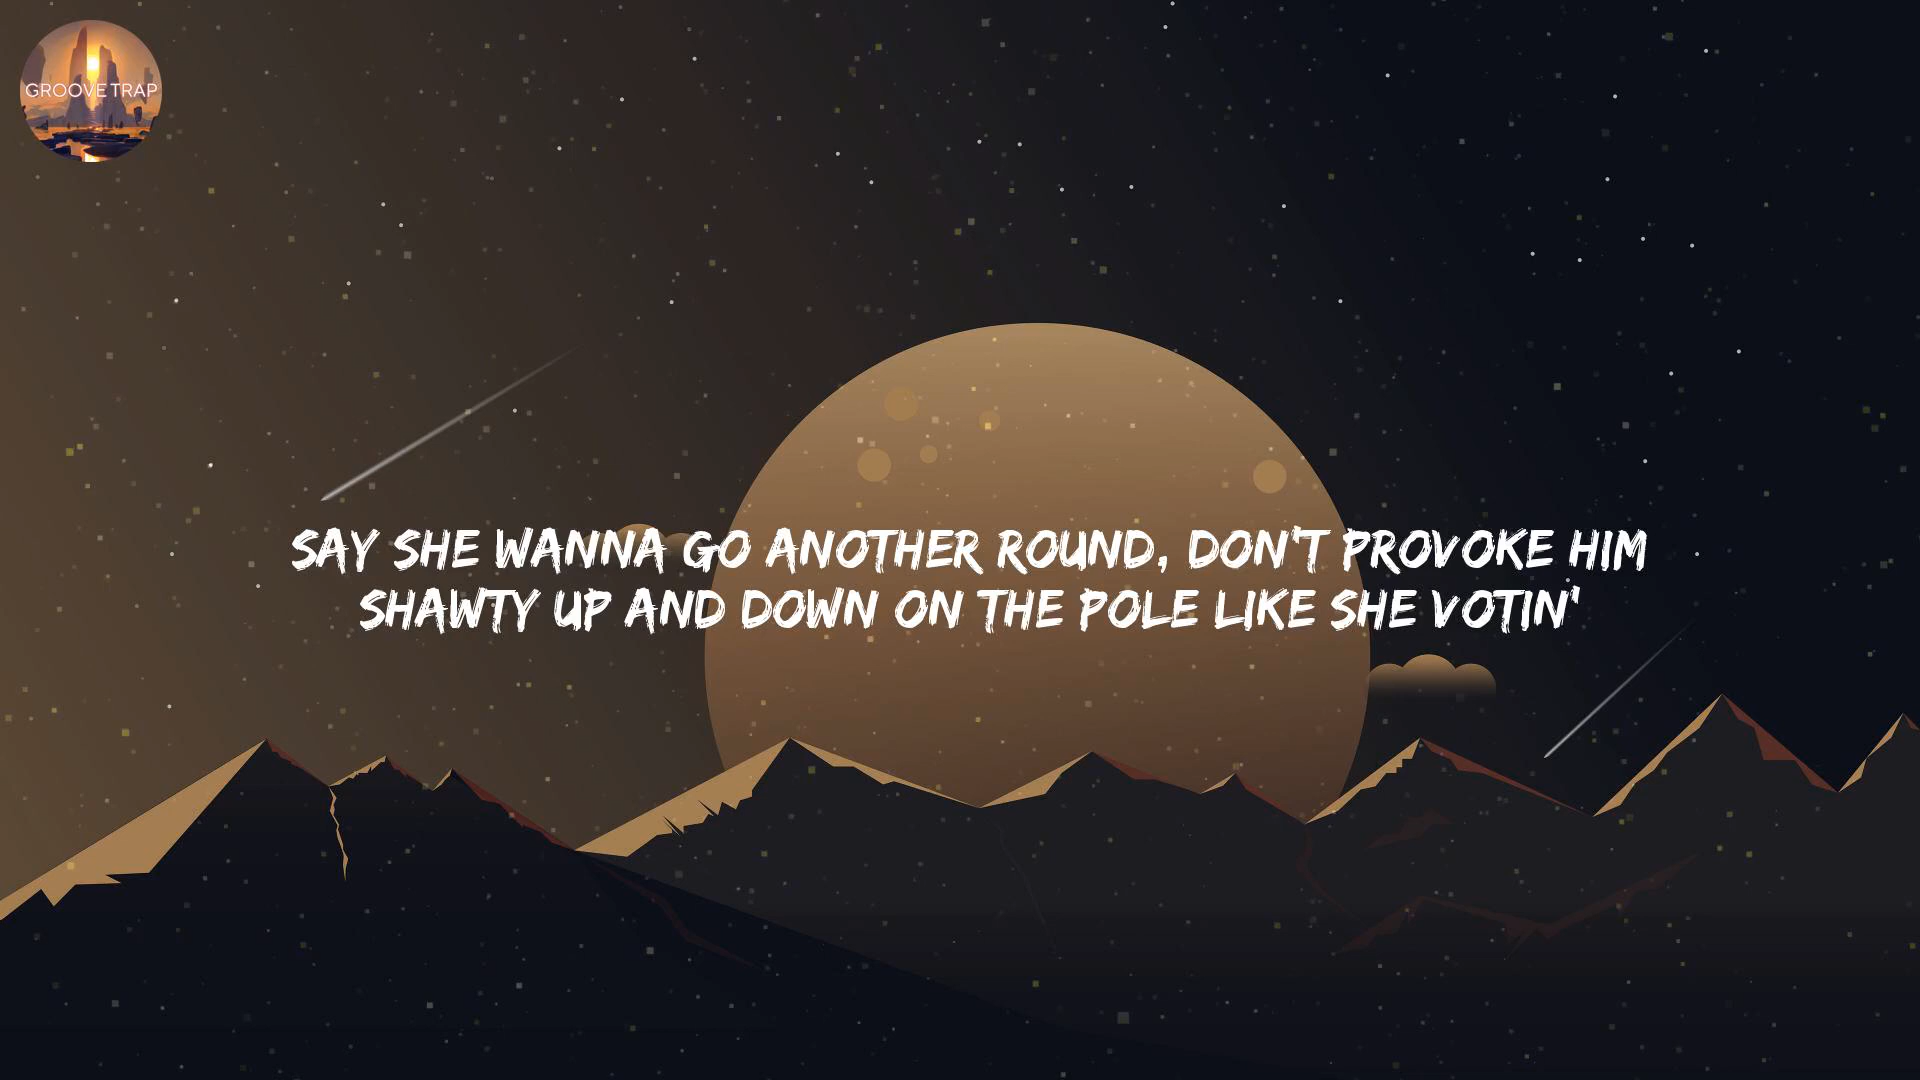 GROOVE TRAP
SAY SHE WANNA GO ANOTHER ROUND, DON'T PROVOKE HIM
SHAWTY UP AND DOWN ON THE POLE LIKE SHE VOTIN'